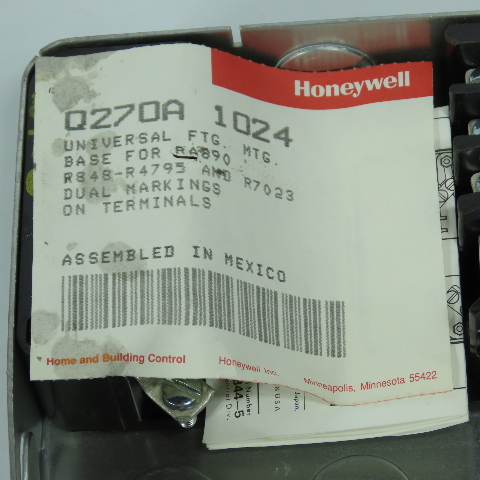 Honeywell
Q270A 1024
UNIVERSAL FTG. MTG.
BASE FOR RA890
R848-R4795 AND R7023
DUAL MARKINGS
ON TERMINALS
ASSEMBLED IN MEXICO
Home and Building Control
Honeywell Inc.
Minneapolis, Minnesota 55422